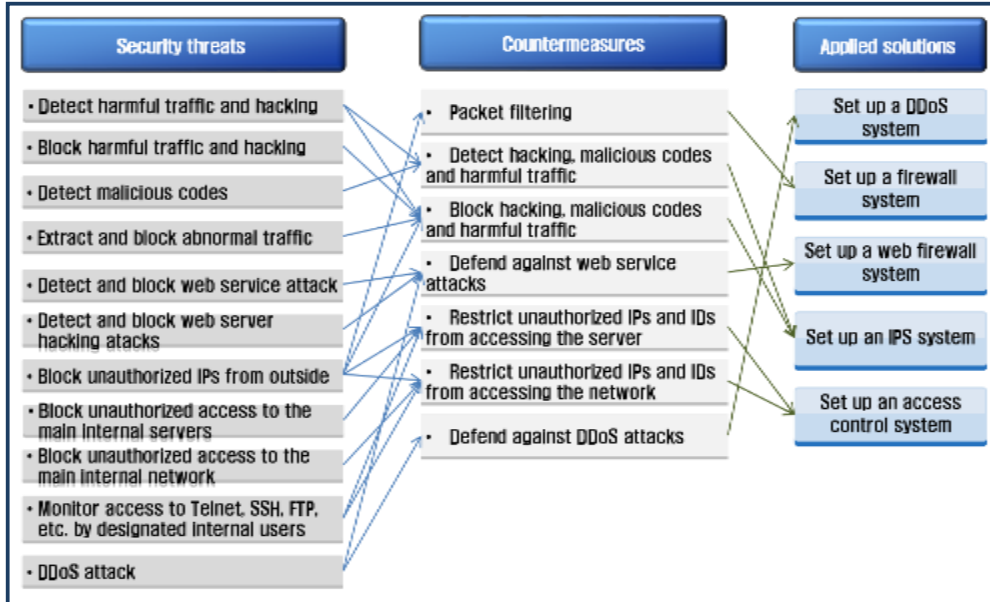 Security threats
• Detect harmful traffic and hacking
• Block harmful traffic and hacking
• Detect malicious codes
• Extract and block abnormal traffic
• Detect and block web service attack
• Detect and block web server
hacking atacks
• Block unauthorized IPs from outside
• Block unauthorized access to the
main internal servers
• Block unauthorized access to the
main internal network
• Monitor access to Telnet, SSH, FTP,
etc. by designated internal users
• DDoS attack
Countermeasures
• Packet filtering
• Detect hacking, malicious codes
and harmful traffic
• Block hacking, malicious codes
and harmful traffic
• Defend against web service
attacks
• Restrict unauthorized IPs and IDs
from accessing the server
• Restrict unauthorized IPs and IDs
from accessing the network
• Defend against DDoS attacks
Applied solutions
Set up a DDoS
system
Set up a firewall
system
Set up a web firewall
system
Set up an IPS system
Set up an access
control system